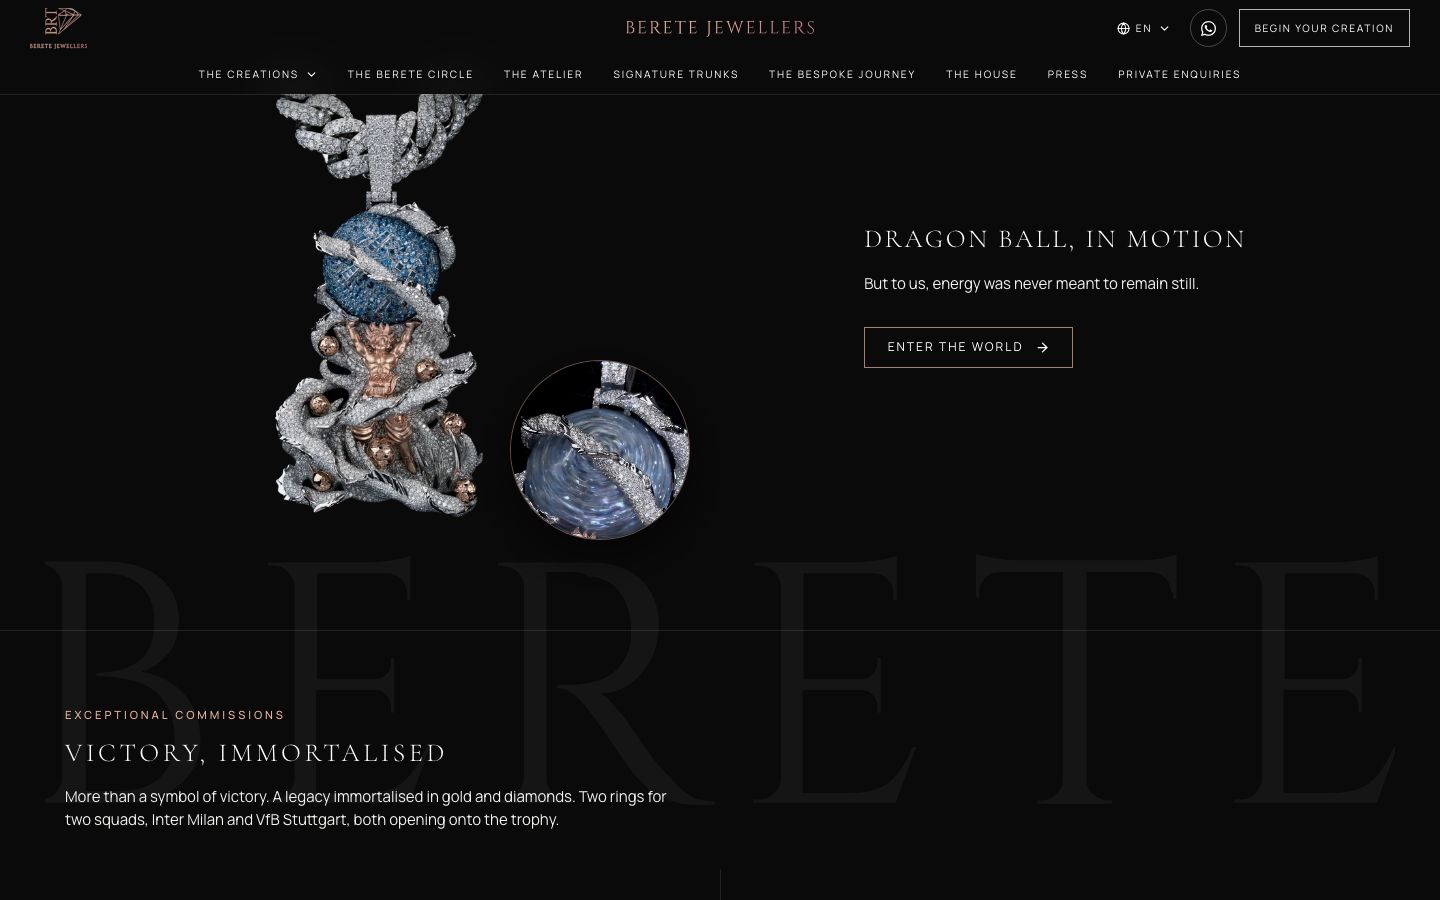 BRT
BERETE JEWELLERS
BERETE JEWELLERS
EN
BEGIN YOUR CREATION
THE CREATIONS
THE BERETE CIRCLE
THE ATELIER
SIGNATURE TRUNKS
THE BESPOKE JOURNEY
THE HOUSE
PRESS
PRIVATE ENQUIRIES
DRAGON BALL, IN MOTION
But to us, energy was never meant to remain still.
ENTER THE WORLD
BERETE
EXCEPTIONAL COMMISSIONS
VICTORY, IMMORTALISED
More than a symbol of victory. A legacy immortalised in gold and diamonds. Two rings for
two squads, Inter Milan and VfB Stuttgart, both opening onto the trophy.